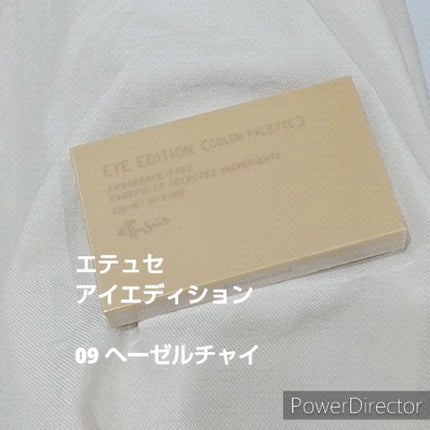 EYE EDITION (COLOR PALETTE)
FRAGRANCE-FREE
CAREFULLY SELECTED INGREDIENTS
ettusais
エテュセ
アイエディション
09 ヘーゼルチャイ
PowerDirector